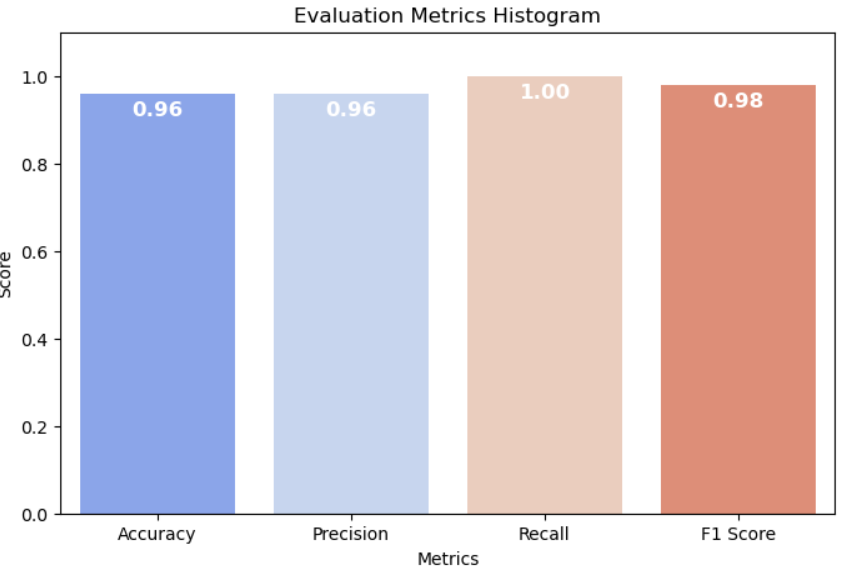 Evaluation Metrics Histogram
1.0
0.8
0.6
0.4
0.2
0.0
Score
0.96
0.96
1.00
0.98
Accuracy
Precision
Recall
F1 Score
Metrics